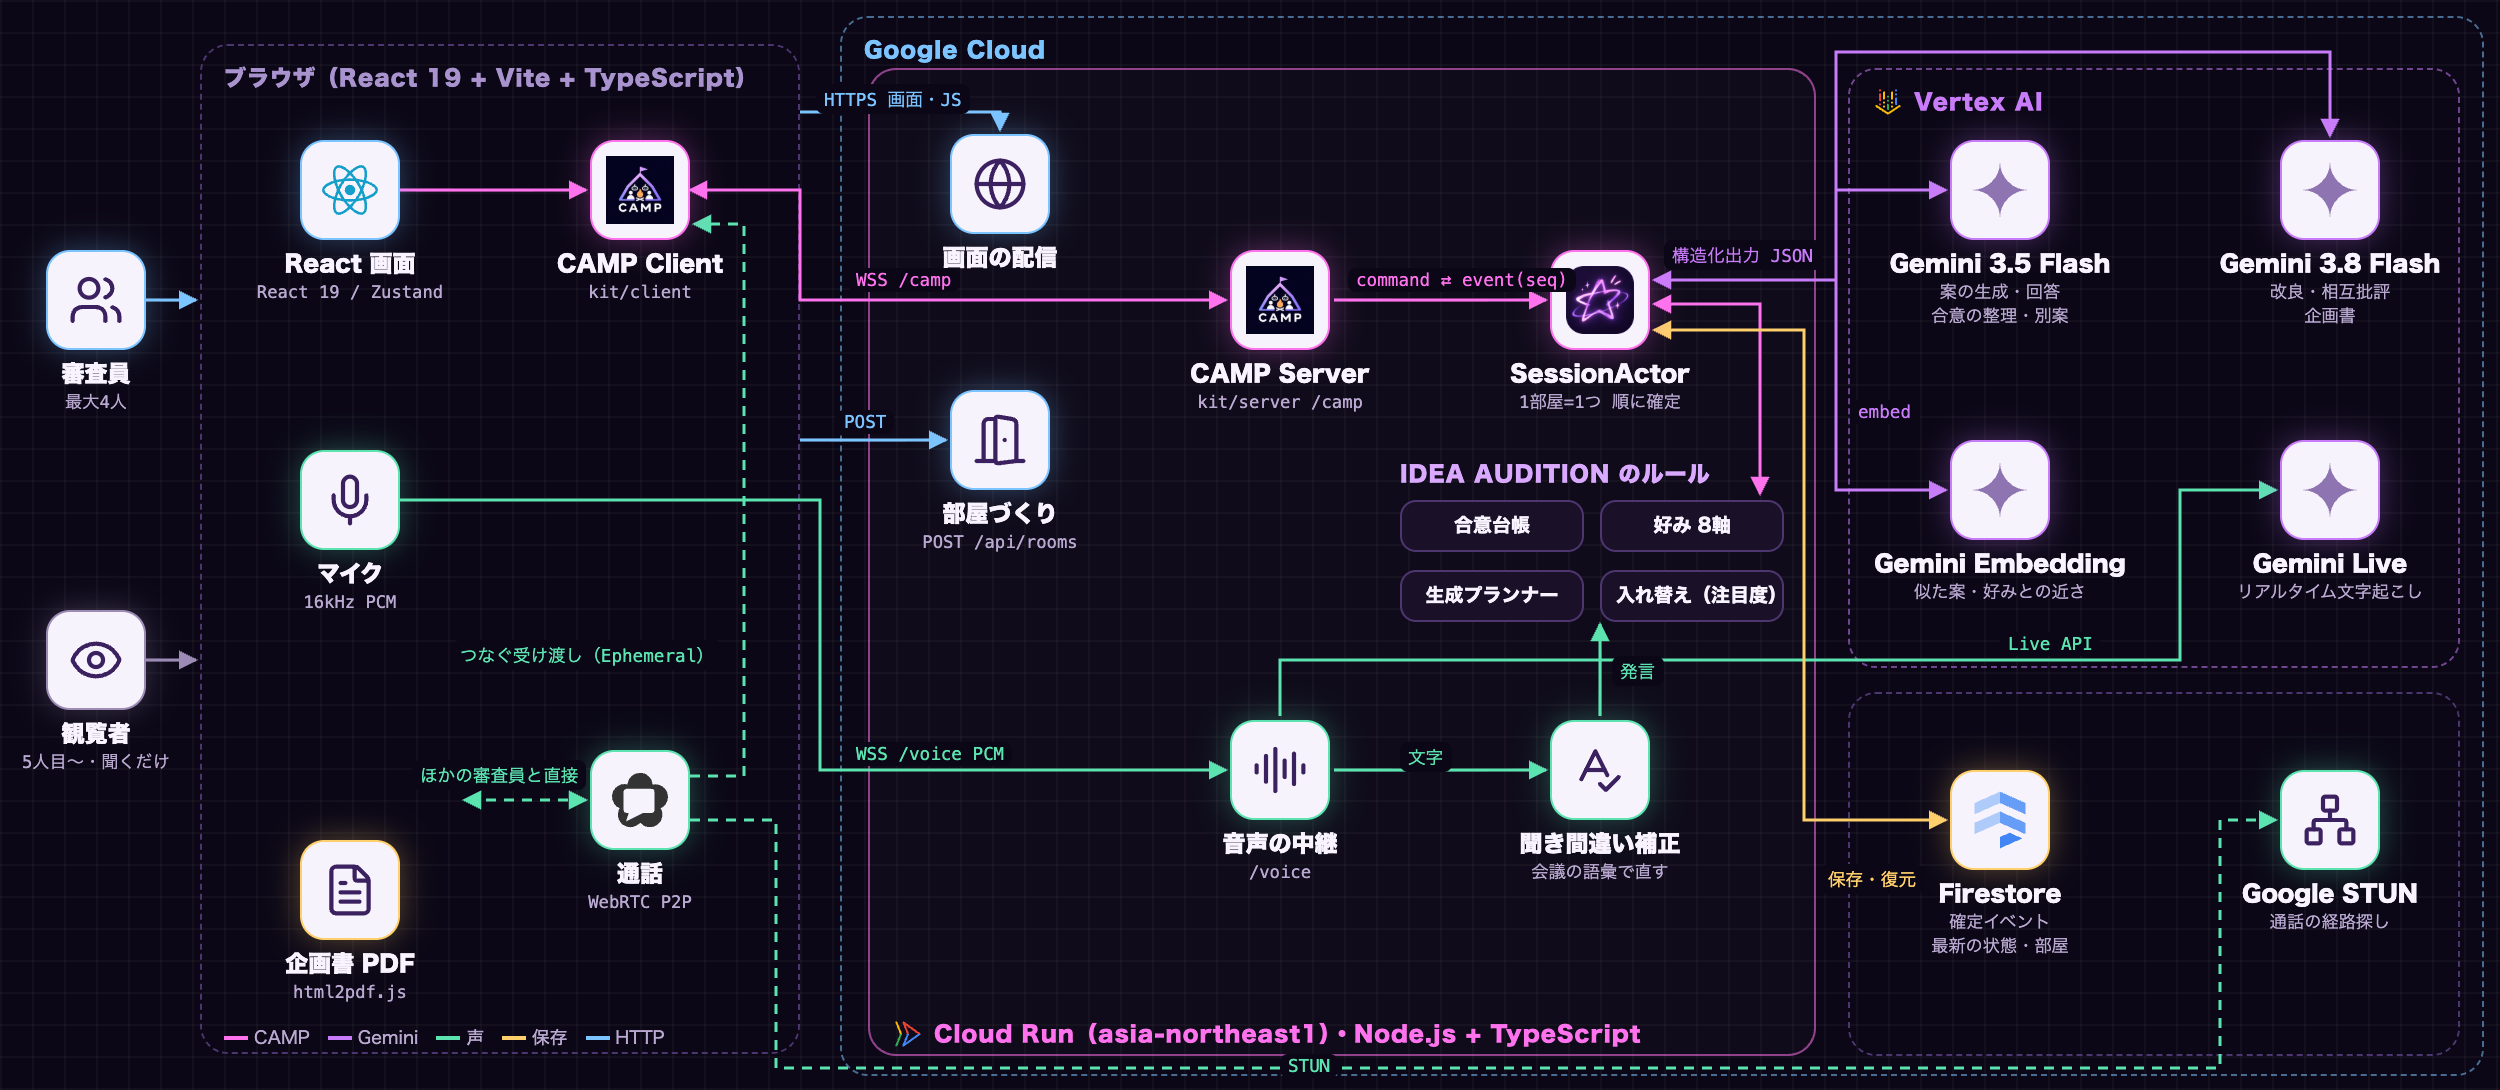 Google Cloud
ブラウザ（React 19 + Vite + TypeScript）
HTTPS 画面・JS
Vertex AI
CAMP
React 画面
React 19 / Zustand
CAMP Client
kit/client
画面の配信
審査員
最大4人
WSS /camp
CAMP
CAMP Server
kit/server /camp
command ⇄ event(seq)
構造化出力 JSON
SessionActor
1部屋=1つ 順に確定
Gemini 3.5 Flash
案の生成・回答
合意の整理・別案
Gemini 3.8 Flash
改良・相互批評
企画書
embed
POST
部屋づくり
POST /api/rooms
マイク
16kHz PCM
IDEA AUDITION のルール
合意台帳
好み 8軸
生成プランナー
入れ替え（注目度）
Gemini Embedding
似た案・好みとの近さ
Gemini Live
リアルタイム文字起こし
Live API
つなぐ受け渡し（Ephemeral）
発言
観覧者
5人目〜・聞くだけ
ほかの審査員と直接
通話
WebRTC P2P
WSS /voice PCM
文字
音声の中継
/voice
聞き間違い補正
会議の語彙で直す
保存・復元
Firestore
確定イベント
最新の状態・部屋
Google STUN
通話の経路探し
企画書 PDF
html2pdf.js
CAMP
Gemini
声
保存
HTTP
Cloud Run（asia-northeast1）・Node.js + TypeScript
STUN